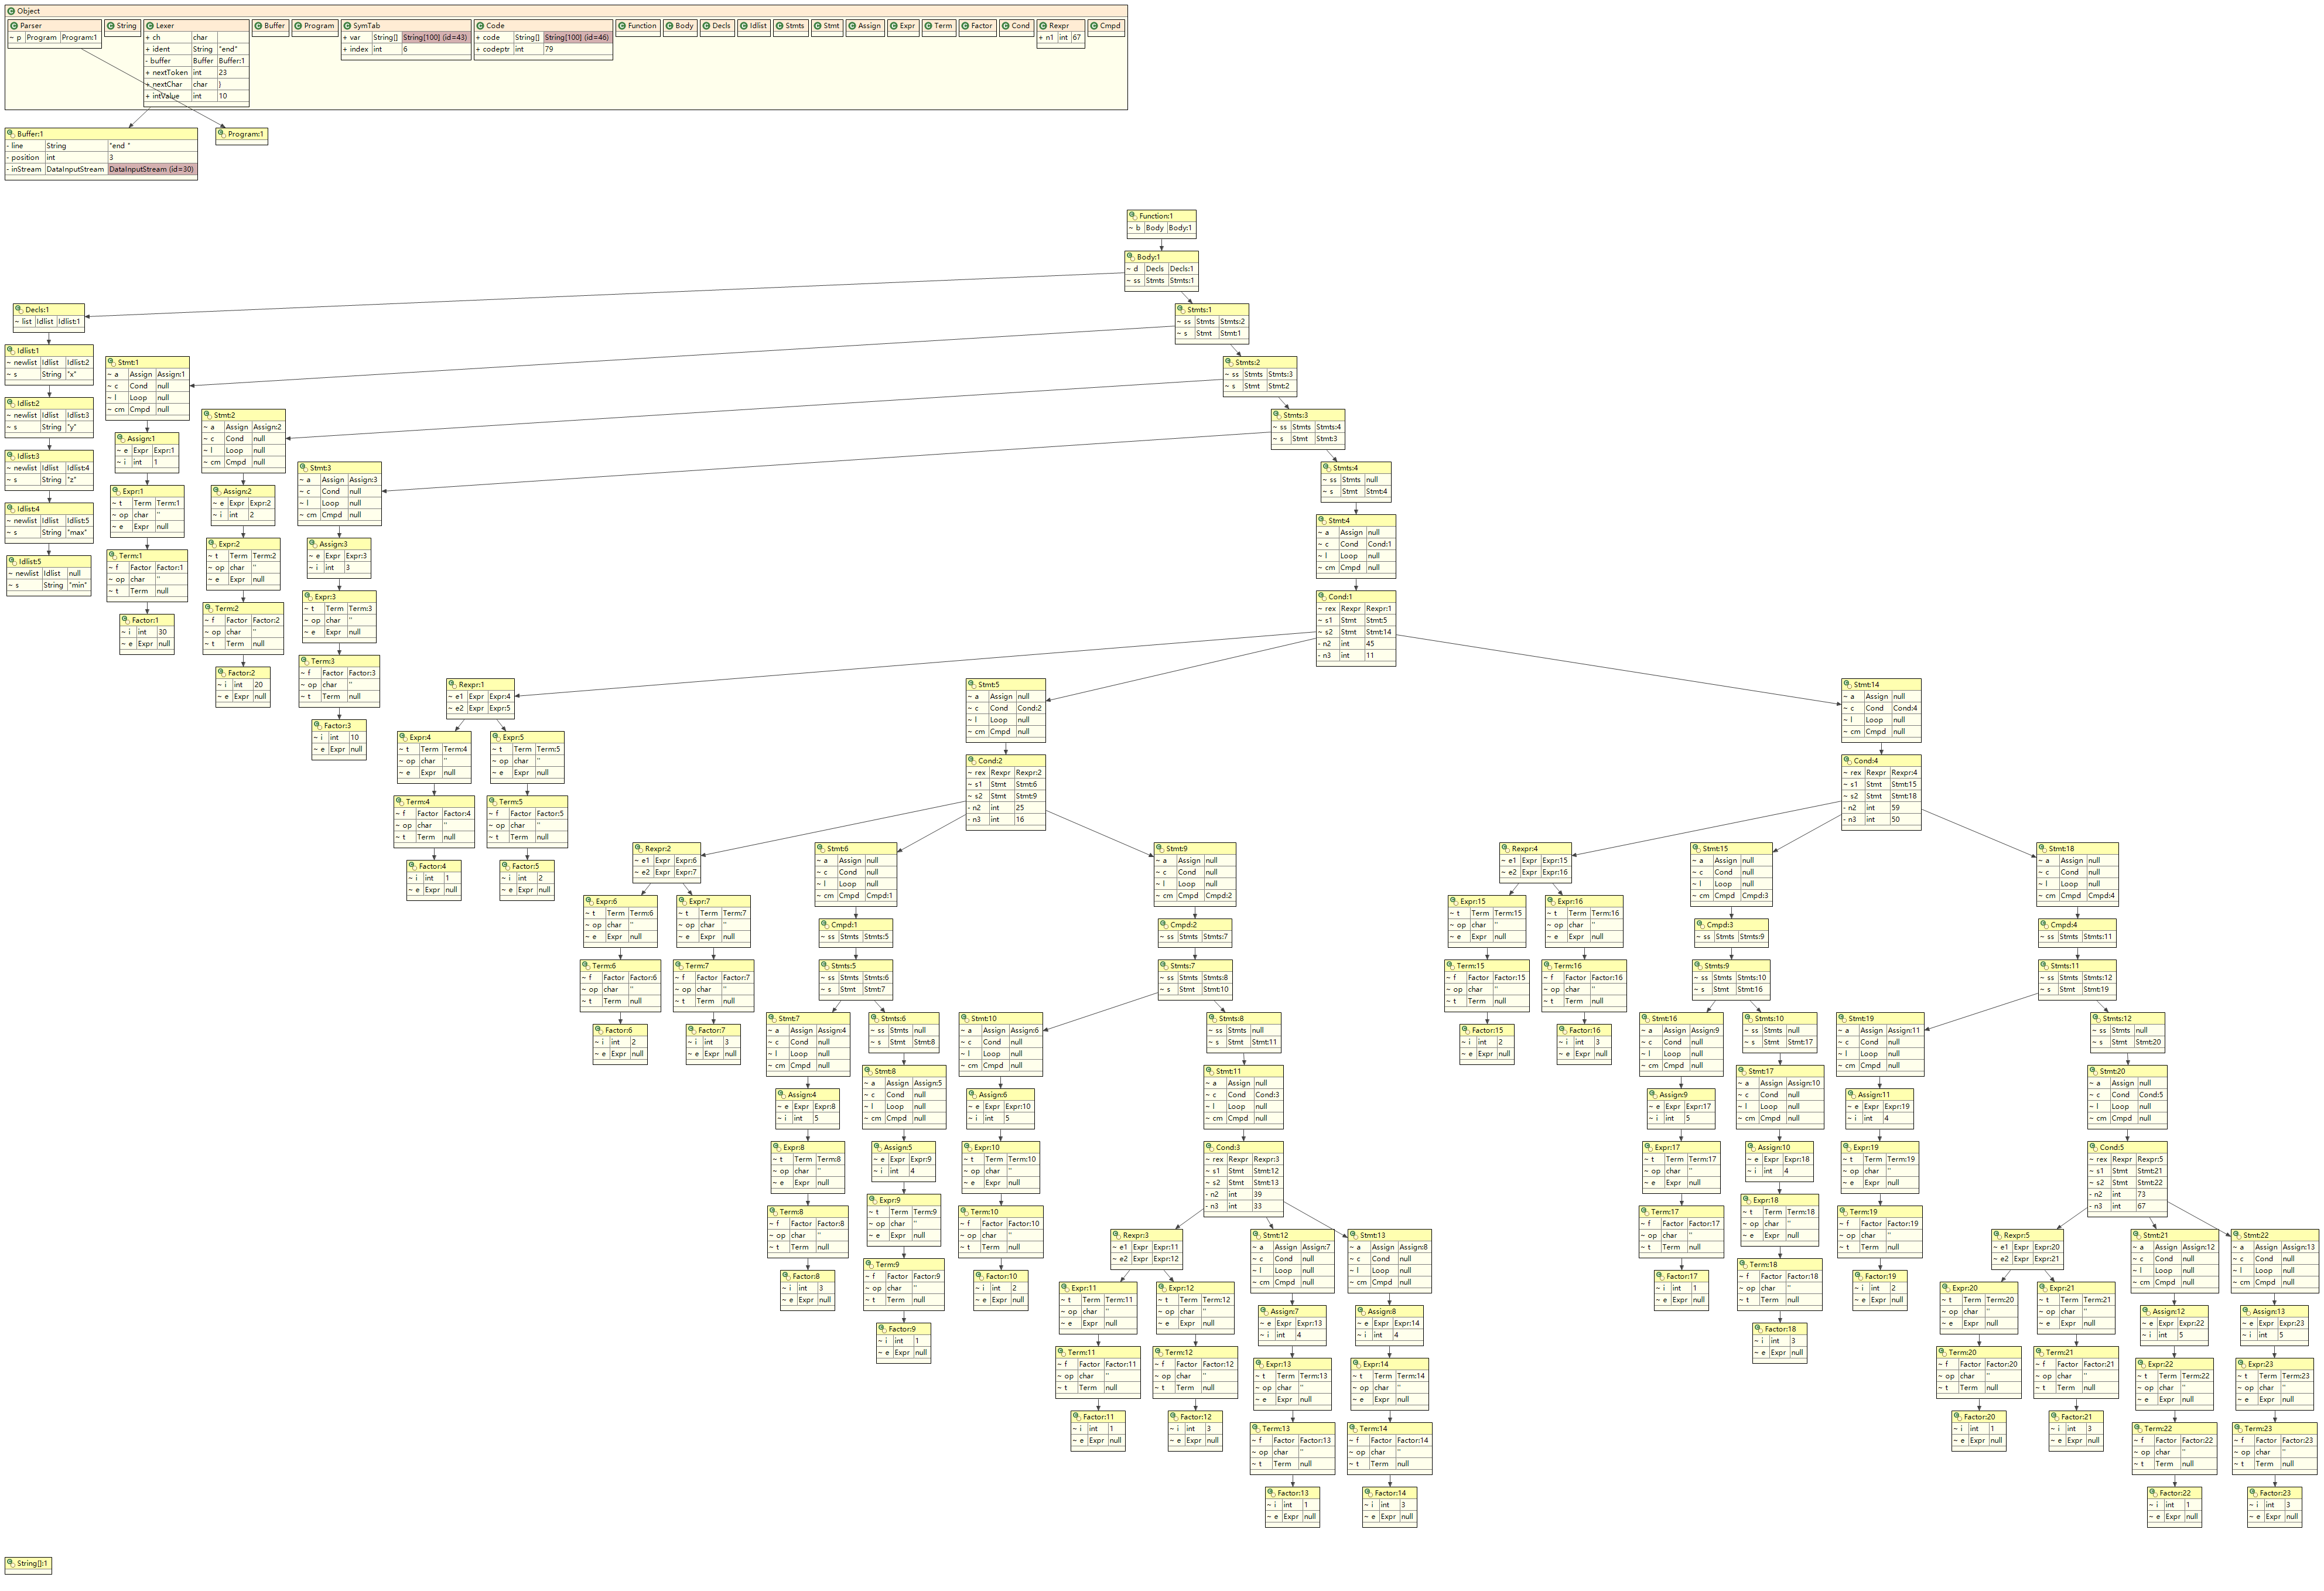 Object
Parser
~ p Program Program:1
String
Lexer
+ ch char
+ ident String "end"
- buffer Buffer Buffer:1
+ nextToken int 23
+ nextChar char )
+ intValue int 10
Buffer
Program
SymTab
+ var String[] String[100] (id=43)
+ index int 6
Code
+ code String[] String[100] (id=46)
+ codeptr int 79
Function
Body
Decls
Idlist
Stmts
Stmt
Assign
Expr
Term
Factor
Cond
Rexpr
+ n1 int 67
Cmpd
Buffer:1
- line String "end "
- position int 3
- inStream DataInputStream DataInputStream (id=30)
Program:1
Function:1
~ b Body Body:1
Body:1
~ d Decls Decls:1
~ ss Stmts Stmts:1
Decls:1
~ list Idlist Idlist:1
Idlist:1
~ newlist Idlist Idlist:2
~ s String "x"
Idlist:2
~ newlist Idlist Idlist:3
~ s String "y"
Idlist:3
~ newlist Idlist Idlist:4
~ s String "z"
Idlist:4
~ newlist Idlist Idlist:5
~ s String "max"
Idlist:5
~ newlist Idlist null
~ s String "min"
Stmts:1
~ ss Stmts Stmts:2
~ s Stmt Stmt:1
Stmt:1
~ a Assign Assign:1
~ c Cond null
~ l Loop null
~ cm Cmpd null
Assign:1
~ e Expr Expr:1
~ i int 1
Expr:1
~ t Term Term:1
~ op char ''
~ e Expr null
Term:1
~ f Factor Factor:1
~ op char ''
~ t Term null
Factor:1
~ i int 30
~ e Expr null
Stmts:2
~ ss Stmts Stmts:3
~ s Stmt Stmt:2
Stmt:2
~ a Assign Assign:2
~ c Cond null
~ l Loop null
~ cm Cmpd null
Assign:2
~ e Expr Expr:2
~ i int 2
Expr:2
~ t Term Term:2
~ op char ''
~ e Expr null
Term:2
~ f Factor Factor:2
~ op char ''
~ t Term null
Factor:2
~ i int 20
~ e Expr null
Stmts:3
~ ss Stmts Stmts:4
~ s Stmt Stmt:3
Stmt:3
~ a Assign Assign:3
~ c Cond null
~ l Loop null
~ cm Cmpd null
Assign:3
~ e Expr Expr:3
~ i int 3
Expr:3
~ t Term Term:3
~ op char ''
~ e Expr null
Term:3
~ f Factor Factor:3
~ op char ''
~ t Term null
Factor:3
~ i int 10
~ e Expr null
Stmts:4
~ ss Stmts null
~ s Stmt Stmt:4
Stmt:4
~ a Assign null
~ c Cond Cond:1
~ l Loop null
~ cm Cmpd null
Cond:1
~ rex Rexpr Rexpr:1
~ s1 Stmt Stmt:5
~ s2 Stmt Stmt:14
- n2 int 45
- n3 int 11
Rexpr:1
~ e1 Expr Expr:4
~ e2 Expr Expr:5
Expr:4
~ t Term Term:4
~ op char ''
~ e Expr null
Term:4
~ f Factor Factor:4
~ op char ''
~ t Term null
Factor:4
~ i int 1
~ e Expr null
Expr:5
~ t Term Term:5
~ op char ''
~ e Expr null
Term:5
~ f Factor Factor:5
~ op char ''
~ t Term null
Factor:5
~ i int 2
~ e Expr null
Stmt:5
~ a Assign null
~ c Cond Cond:2
~ l Loop null
~ cm Cmpd null
Cond:2
~ rex Rexpr Rexpr:2
~ s1 Stmt Stmt:6
~ s2 Stmt Stmt:9
- n2 int 25
- n3 int 16
Rexpr:2
~ e1 Expr Expr:6
~ e2 Expr Expr:7
Expr:6
~ t Term Term:6
~ op char ''
~ e Expr null
Term:6
~ f Factor Factor:6
~ op char ''
~ t Term null
Factor:6
~ i int 2
~ e Expr null
Expr:7
~ t Term Term:7
~ op char ''
~ e Expr null
Term:7
~ f Factor Factor:7
~ op char ''
~ t Term null
Factor:7
~ i int 3
~ e Expr null
Stmt:6
~ a Assign null
~ c Cond null
~ l Loop null
~ cm Cmpd Cmpd:1
Cmpd:1
~ ss Stmts Stmts:5
Stmts:5
~ ss Stmts Stmts:6
~ s Stmt Stmt:7
Stmt:7
~ a Assign Assign:4
~ c Cond null
~ l Loop null
~ cm Cmpd null
Assign:4
~ e Expr Expr:8
~ i int 5
Expr:8
~ t Term Term:8
~ op char ''
~ e Expr null
Term:8
~ f Factor Factor:8
~ op char ''
~ t Term null
Factor:8
~ i int 3
~ e Expr null
Stmts:6
~ ss Stmts null
~ s Stmt Stmt:8
Stmt:8
~ a Assign Assign:5
~ c Cond null
~ l Loop null
~ cm Cmpd null
Assign:5
~ e Expr Expr:9
~ i int 4
Expr:9
~ t Term Term:9
~ op char ''
~ e Expr null
Term:9
~ f Factor Factor:9
~ op char ''
~ t Term null
Factor:9
~ i int 1
~ e Expr null
Stmt:9
~ a Assign null
~ c Cond null
~ l Loop null
~ cm Cmpd Cmpd:2
Cmpd:2
~ ss Stmts Stmts:7
Stmts:7
~ ss Stmts Stmts:8
~ s Stmt Stmt:10
Stmt:10
~ a Assign Assign:6
~ c Cond null
~ l Loop null
~ cm Cmpd null
Assign:6
~ e Expr Expr:10
~ i int 5
Expr:10
~ t Term Term:10
~ op char ''
~ e Expr null
Term:10
~ f Factor Factor:10
~ op char ''
~ t Term null
Factor:10
~ i int 2
~ e Expr null
Stmts:8
~ ss Stmts null
~ s Stmt Stmt:11
Stmt:11
~ a Assign null
~ c Cond Cond:3
~ l Loop null
~ cm Cmpd null
Cond:3
~ rex Rexpr Rexpr:3
~ s1 Stmt Stmt:12
~ s2 Stmt Stmt:13
- n2 int 39
- n3 int 33
Rexpr:3
~ e1 Expr Expr:11
~ e2 Expr Expr:12
Expr:11
~ t Term Term:11
~ op char ''
~ e Expr null
Term:11
~ f Factor Factor:11
~ op char ''
~ t Term null
Factor:11
~ i int 1
~ e Expr null
Expr:12
~ t Term Term:12
~ op char ''
~ e Expr null
Term:12
~ f Factor Factor:12
~ op char ''
~ t Term null
Factor:12
~ i int 3
~ e Expr null
Stmt:12
~ a Assign Assign:7
~ c Cond null
~ l Loop null
~ cm Cmpd null
Assign:7
~ e Expr Expr:13
~ i int 4
Expr:13
~ t Term Term:13
~ op char ''
~ e Expr null
Term:13
~ f Factor Factor:13
~ op char ''
~ t Term null
Factor:13
~ i int 1
~ e Expr null
Stmt:13
~ a Assign Assign:8
~ c Cond null
~ l Loop null
~ cm Cmpd null
Assign:8
~ e Expr Expr:14
~ i int 4
Expr:14
~ t Term Term:14
~ op char ''
~ e Expr null
Term:14
~ f Factor Factor:14
~ op char ''
~ t Term null
Factor:14
~ i int 3
~ e Expr null
Stmt:14
~ a Assign null
~ c Cond Cond:4
~ l Loop null
~ cm Cmpd null
Cond:4
~ rex Rexpr Rexpr:4
~ s1 Stmt Stmt:15
~ s2 Stmt Stmt:18
- n2 int 59
- n3 int 50
Rexpr:4
~ e1 Expr Expr:15
~ e2 Expr Expr:16
Expr:15
~ t Term Term:15
~ op char ''
~ e Expr null
Term:15
~ f Factor Factor:15
~ op char ''
~ t Term null
Factor:15
~ i int 2
~ e Expr null
Expr:16
~ t Term Term:16
~ op char ''
~ e Expr null
Term:16
~ f Factor Factor:16
~ op char ''
~ t Term null
Factor:16
~ i int 3
~ e Expr null
Stmt:15
~ a Assign null
~ c Cond null
~ l Loop null
~ cm Cmpd Cmpd:3
Cmpd:3
~ ss Stmts Stmts:9
Stmts:9
~ ss Stmts Stmts:10
~ s Stmt Stmt:16
Stmt:16
~ a Assign Assign:9
~ c Cond null
~ l Loop null
~ cm Cmpd null
Assign:9
~ e Expr Expr:17
~ i int 5
Expr:17
~ t Term Term:17
~ op char ''
~ e Expr null
Term:17
~ f Factor Factor:17
~ op char ''
~ t Term null
Factor:17
~ i int 1
~ e Expr null
Stmts:10
~ ss Stmts null
~ s Stmt Stmt:17
Stmt:17
~ a Assign Assign:10
~ c Cond null
~ l Loop null
~ cm Cmpd null
Assign:10
~ e Expr Expr:18
~ i int 4
Expr:18
~ t Term Term:18
~ op char ''
~ e Expr null
Term:18
~ f Factor Factor:18
~ op char ''
~ t Term null
Factor:18
~ i int 3
~ e Expr null
Stmt:18
~ a Assign null
~ c Cond null
~ l Loop null
~ cm Cmpd Cmpd:4
Cmpd:4
~ ss Stmts Stmts:11
Stmts:11
~ ss Stmts Stmts:12
~ s Stmt Stmt:19
Stmt:19
~ a Assign Assign:11
~ c Cond null
~ l Loop null
~ cm Cmpd null
Assign:11
~ e Expr Expr:19
~ i int 4
Expr:19
~ t Term Term:19
~ op char ''
~ e Expr null
Term:19
~ f Factor Factor:19
~ op char ''
~ t Term null
Factor:19
~ i int 2
~ e Expr null
Stmts:12
~ ss Stmts null
~ s Stmt Stmt:20
Stmt:20
~ a Assign null
~ c Cond Cond:5
~ l Loop null
~ cm Cmpd null
Cond:5
~ rex Rexpr Rexpr:5
~ s1 Stmt Stmt:21
~ s2 Stmt Stmt:22
- n2 int 73
- n3 int 67
Rexpr:5
~ e1 Expr Expr:20
~ e2 Expr Expr:21
Expr:20
~ t Term Term:20
~ op char ''
~ e Expr null
Term:20
~ f Factor Factor:20
~ op char ''
~ t Term null
Factor:20
~ i int 1
~ e Expr null
Expr:21
~ t Term Term:21
~ op char ''
~ e Expr null
Term:21
~ f Factor Factor:21
~ op char ''
~ t Term null
Factor:21
~ i int 3
~ e Expr null
Stmt:21
~ a Assign Assign:12
~ c Cond null
~ l Loop null
~ cm Cmpd null
Assign:12
~ e Expr Expr:22
~ i int 5
Expr:22
~ t Term Term:22
~ op char ''
~ e Expr null
Term:22
~ f Factor Factor:22
~ op char ''
~ t Term null
Factor:22
~ i int 1
~ e Expr null
Stmt:22
~ a Assign Assign:13
~ c Cond null
~ l Loop null
~ cm Cmpd null
Assign:13
~ e Expr Expr:23
~ i int 5
Expr:23
~ t Term Term:23
~ op char ''
~ e Expr null
Term:23
~ f Factor Factor:23
~ op char ''
~ t Term null
Factor:23
~ i int 3
~ e Expr null
String[]:1